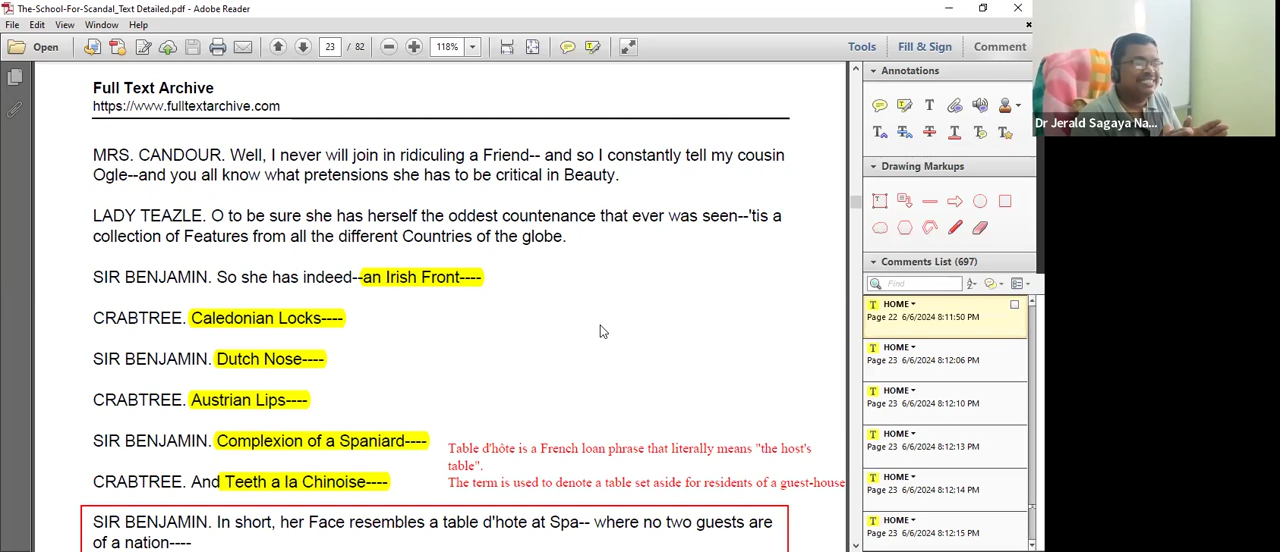 The-School-For-Scandal_Text Detailed.pdf - Adobe Reader
File Edit View Window Help
Open 23 / 82 118% Tools Fill & Sign Comment
Full Text Archive
https://www.fulltextarchive.com
MRS. CANDOUR. Well, I never will join in ridiculing a Friend-- and so I constantly tell my cousin
Ogle--and you all know what pretensions she has to be critical in Beauty.
LADY TEAZLE. O to be sure she has herself the oddest countenance that ever was seen--'tis a
collection of Features from all the different Countries of the globe.
SIR BENJAMIN. So she has indeed--an Irish Front----
CRABTREE. Caledonian Locks----
SIR BENJAMIN. Dutch Nose----
CRABTREE. Austrian Lips----
SIR BENJAMIN. Complexion of a Spaniard----
CRABTREE. And Teeth a la Chinoise----
Table d'hôte is a French loan phrase that literally means "the host's
table".
The term is used to denote a table set aside for residents of a guest-house
SIR BENJAMIN. In short, her Face resembles a table d'hote at Spa-- where no two guests are
of a nation----
Annotations
Drawing Markups
Comments List (697)
Find
HOME
Page 22 6/6/2024 8:11:50 PM
HOME
Page 23 6/6/2024 8:12:06 PM
HOME
Page 23 6/6/2024 8:12:10 PM
HOME
Page 23 6/6/2024 8:12:13 PM
HOME
Page 23 6/6/2024 8:12:14 PM
HOME
Page 23 6/6/2024 8:12:15 PM
Dr Jerald Sagaya Na...